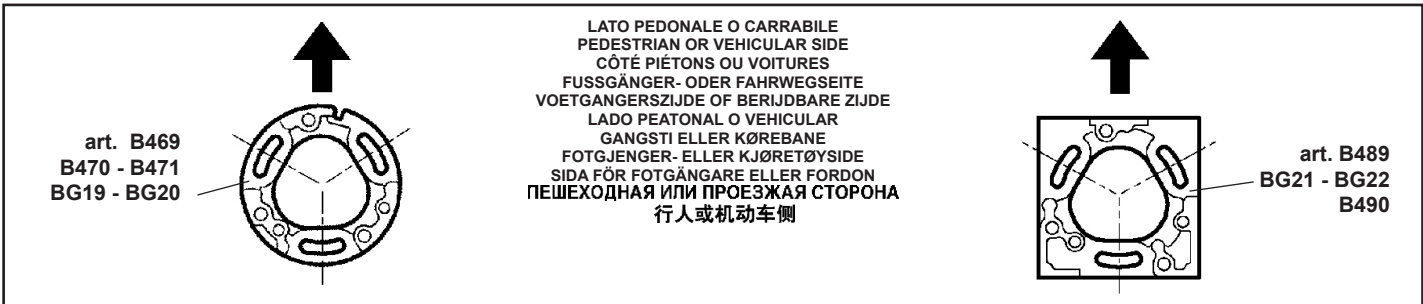 art. B469
B470 - B471
BG19 - BG20
LATO PEDONALE O CARRABILE
PEDESTRIAN OR VEHICULAR SIDE
CÔTÉ PIÉTONS OU VOITURES
FUSSGÄNGER- ODER FAHRWEGSEITE
VOETGANGERSZIJDE OF BERIJDBARE ZIJDE
LADO PEATONAL O VEHICULAR
GANGSTI ELLER KØREBANE
FOTGJENGER- ELLER KJØRETØYSIDE
SIDA FÖR FOTGÄNGARE ELLER FORDON
ПЕШЕХОДНАЯ ИЛИ ПРОЕЗЖАЯ СТОРОНА
行人或机动车侧
art. B489
BG21 - BG22
B490